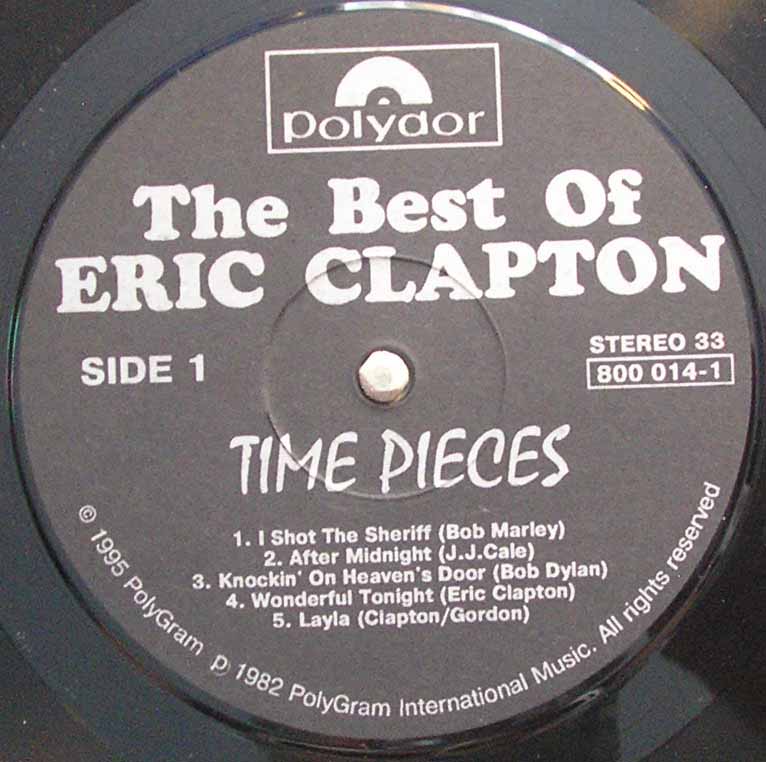 polydor
The Best Of
ERIC CLAPTON
SIDE 1
STEREO 33
800 014-1
TIME PIECES
1. I Shot The Sheriff (Bob Marley)
2. After Midnight (J.J.Cale)
3. Knockin' On Heaven's Door (Bob Dylan)
4. Wonderful Tonight (Eric Clapton)
5. Layla (Clapton/Gordon)
© 1995 PolyGram p 1982 PolyGram International Music. All rights reserved